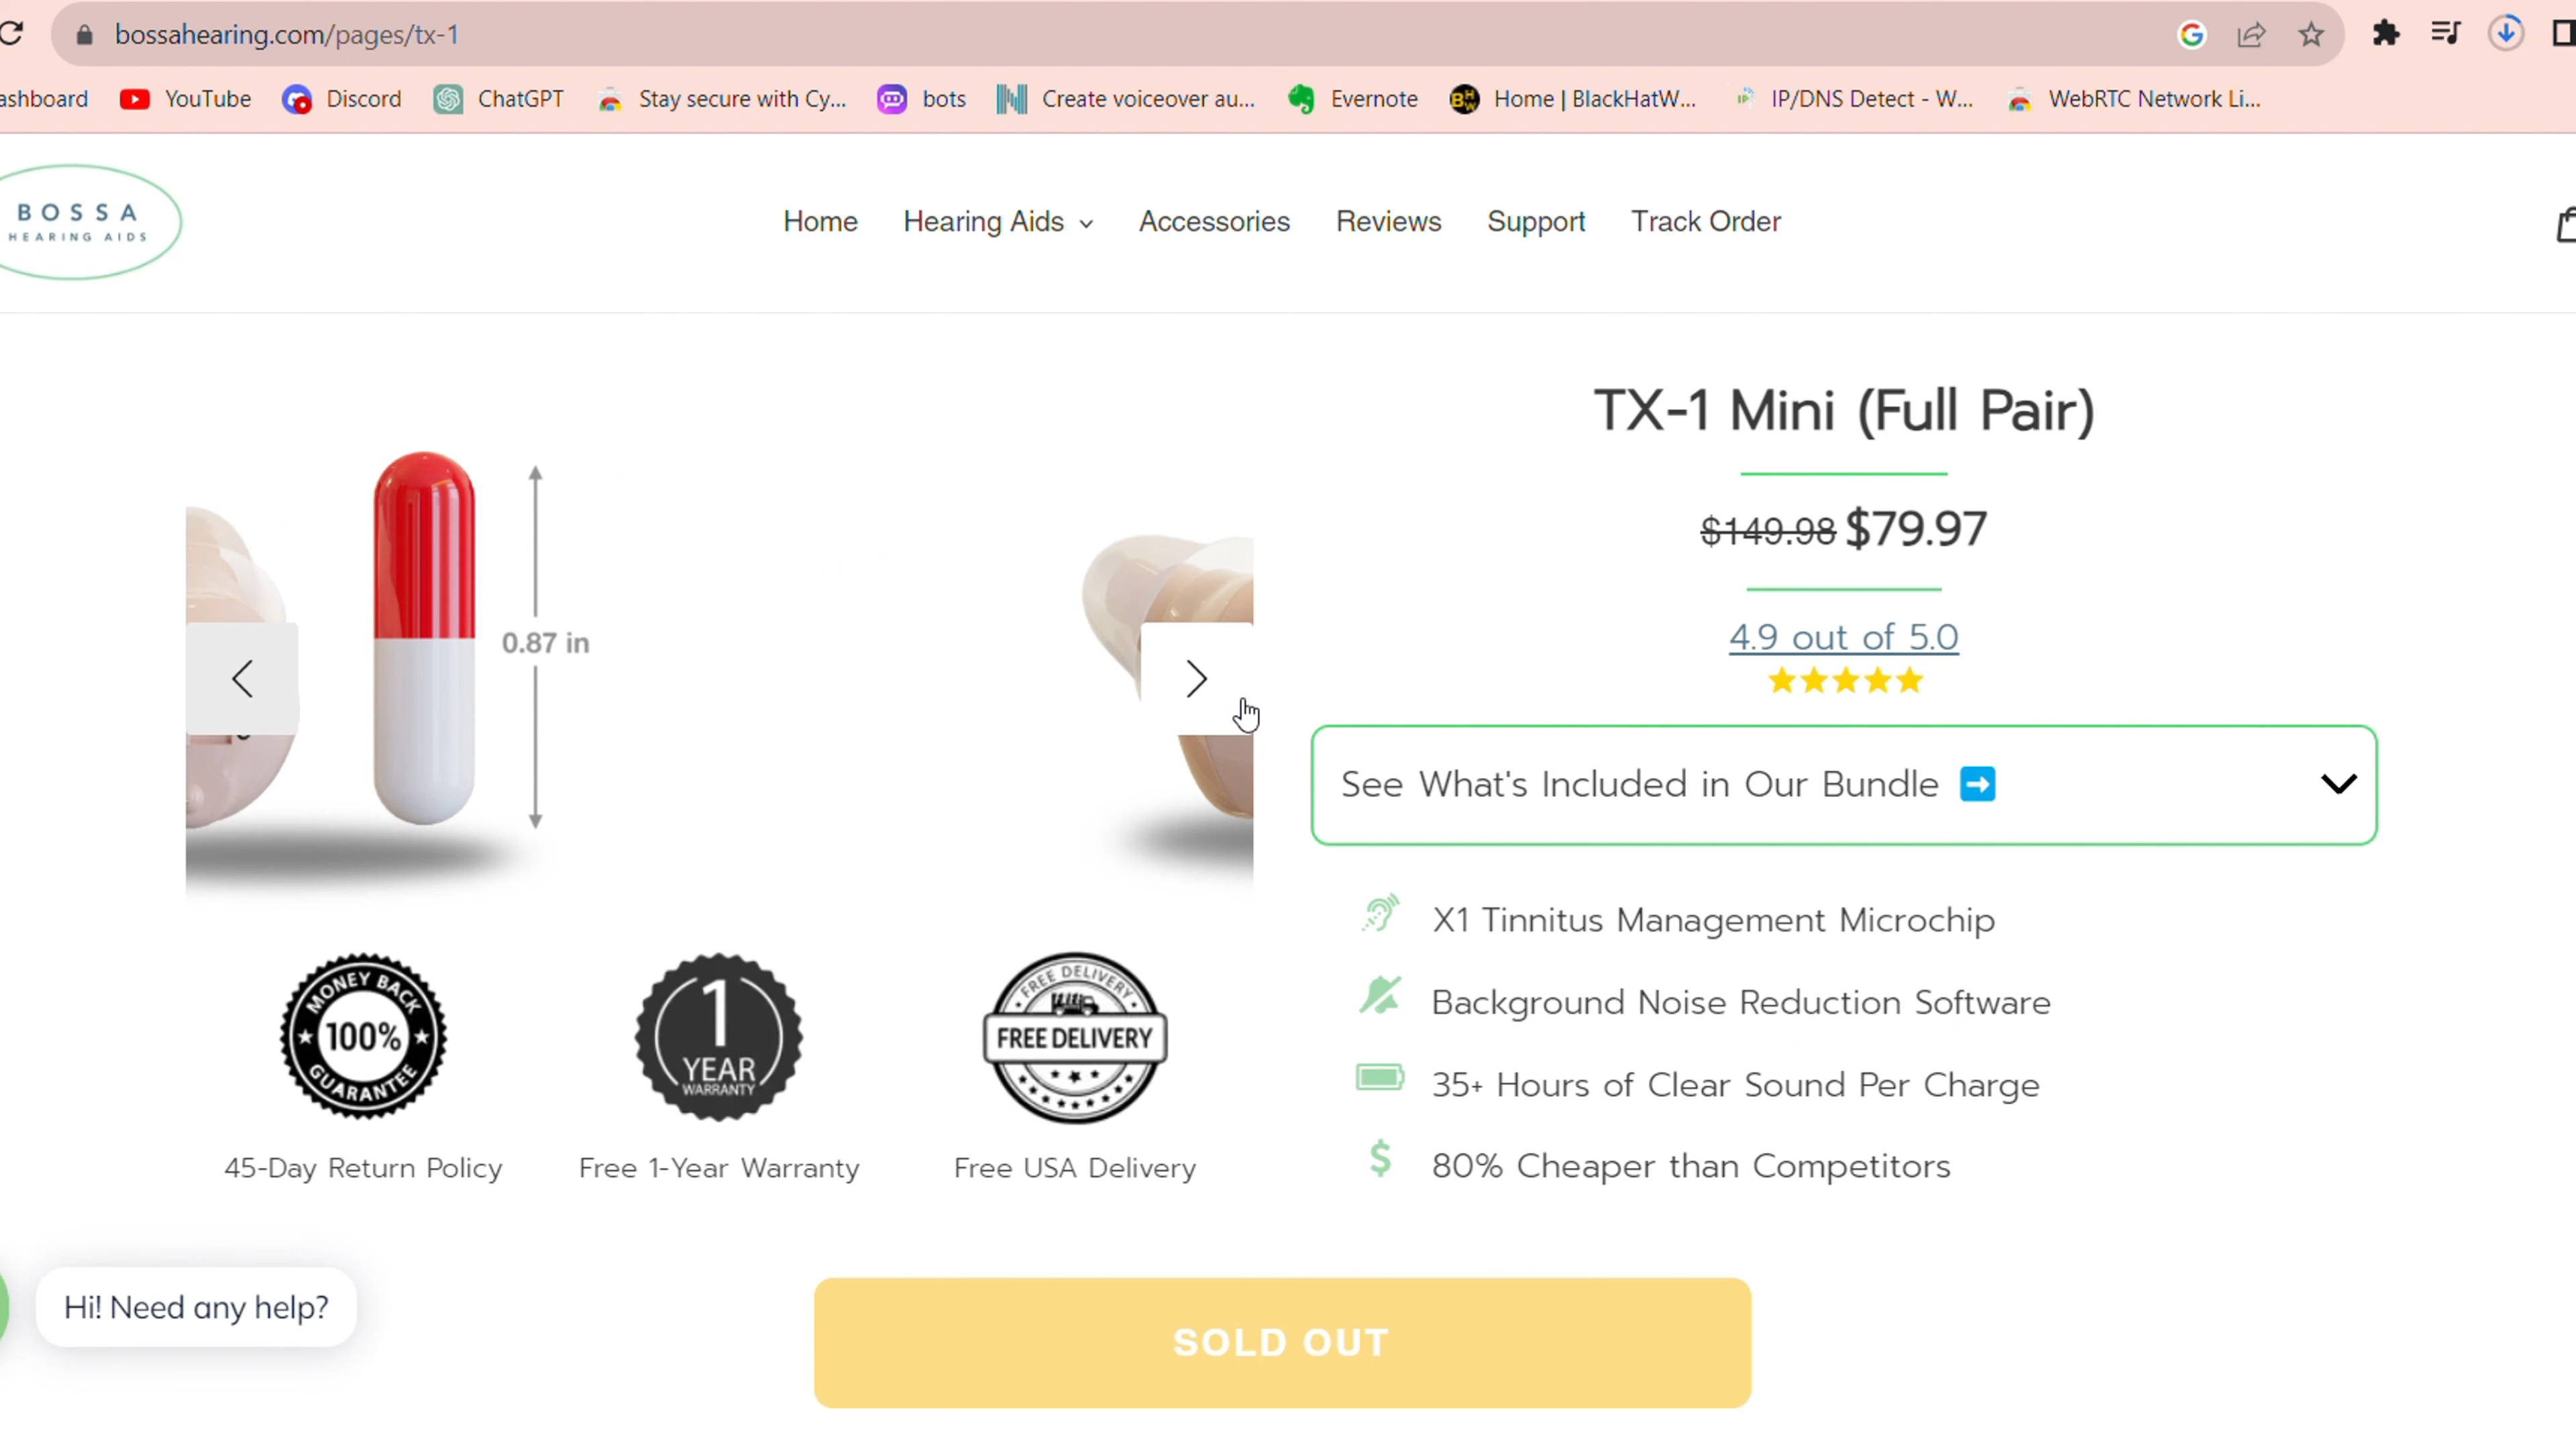 bossahearing.com/pages/tx-1
ashboard YouTube Discord ChatGPT Stay secure with Cy... bots Create voiceover au... Evernote Home | BlackHatW... IP/DNS Detect - W... WebRTC Network Li...
BOSSA
HEARING AIDS
Home Hearing Aids Accessories Reviews Support Track Order
TX-1 Mini (Full Pair)
$149.98 $79.97
4.9 out of 5.0
0.87 in
See What's Included in Our Bundle
X1 Tinnitus Management Microchip
Background Noise Reduction Software
35+ Hours of Clear Sound Per Charge
80% Cheaper than Competitors
MONEY BACK
100%
GUARANTEE
1
YEAR
WARRANTY
FREE DELIVERY
FREE DELIVERY
45-Day Return Policy
Free 1-Year Warranty
Free USA Delivery
Hi! Need any help?
SOLD OUT